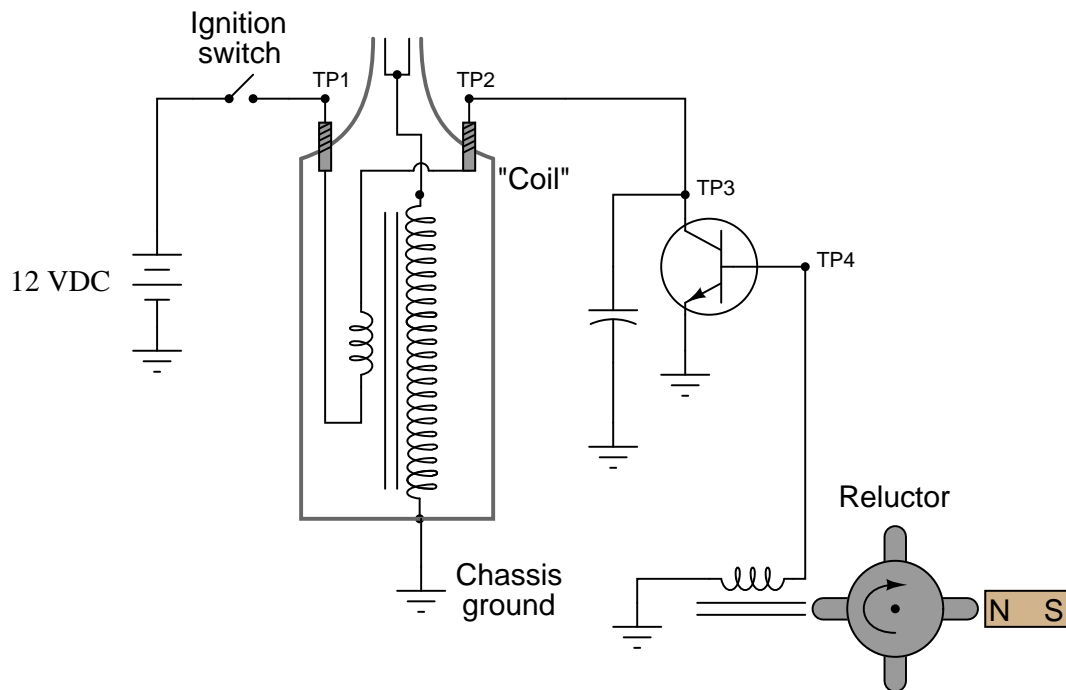 Ignition
switch
TP1
TP2
"Coil"
TP3
TP4
12 VDC
Reluctor
Chassis
ground
N S